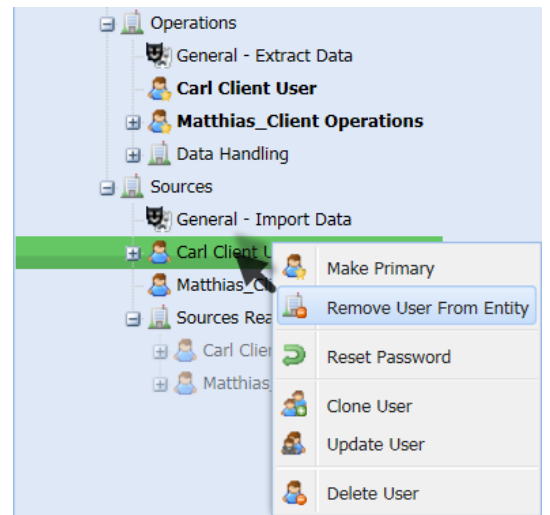 Operations
General - Extract Data
Carl Client User
Matthias_Client Operations
Data Handling
Sources
General - Import Data
Carl Client U
Matthias_Cli
Sources Rea
Carl Clie
Matthias
Make Primary
Remove User From Entity
Reset Password
Clone User
Update User
Delete User